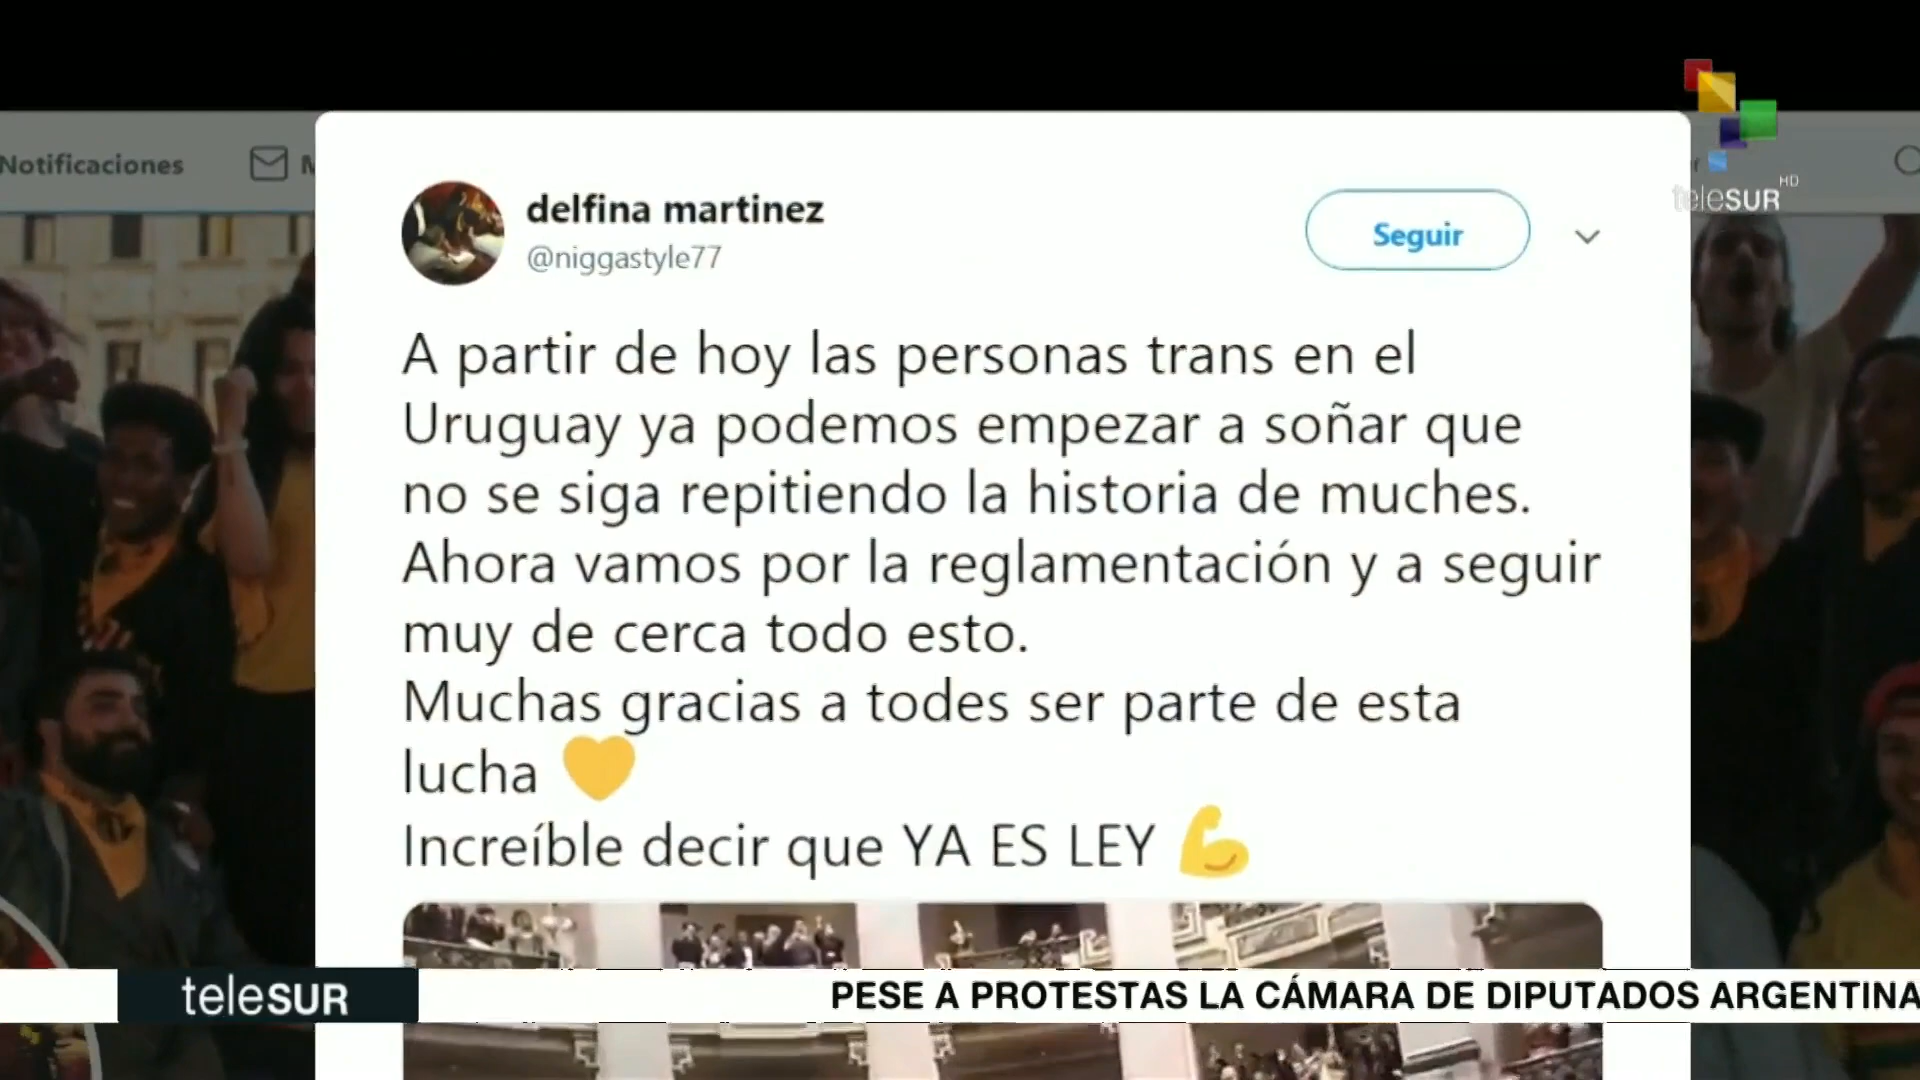 Notificaciones
telesUR HD
delfina martinez
@niggastyle77
Seguir
A partir de hoy las personas trans en el
Uruguay ya podemos empezar a soñar que
no se siga repitiendo la historia de muches.
Ahora vamos por la reglamentación y a seguir
muy de cerca todo esto.
Muchas gracias a todes ser parte de esta
lucha 💛
Increíble decir que YA ES LEY 💪
telesUR
PESE A PROTESTAS LA CÁMARA DE DIPUTADOS ARGENTINA